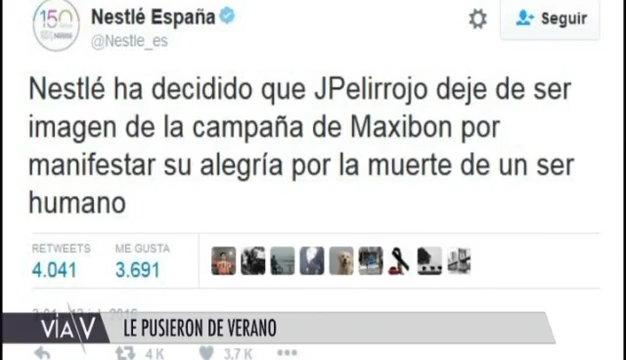 150
Nestlé España
@Nestle_es
Seguir
Nestlé ha decidido que JPelirrojo deje de ser
imagen de la campaña de Maxibon por
manifestar su alegría por la muerte de un ser
humano
RETWEETS
ME GUSTA
4.041
3.691
VÍA V
LE PUSIERON DE VERANO
4K
3.7K